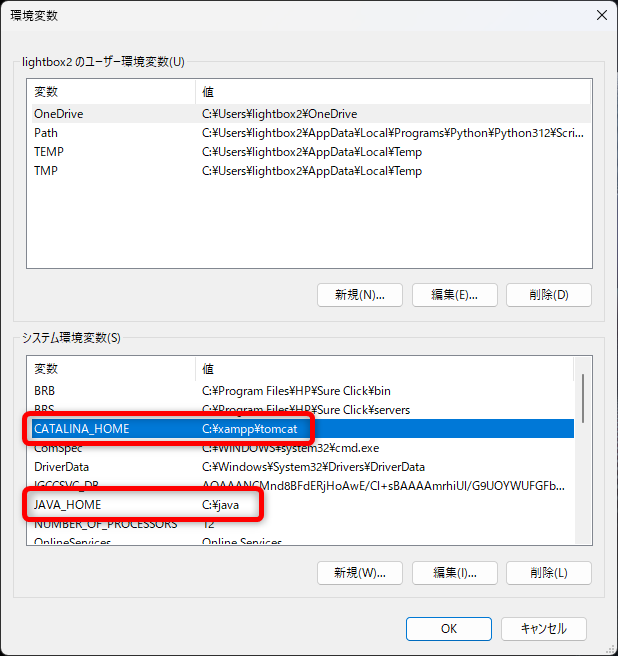 環境変数
lightbox2 のユーザー環境変数(U)
変数 値
OneDrive C:¥Users¥lightbox2¥OneDrive
Path C:¥Users¥lightbox2¥AppData¥Local¥Programs¥Python¥Python312¥Scri...
TEMP C:¥Users¥lightbox2¥AppData¥Local¥Temp
TMP C:¥Users¥lightbox2¥AppData¥Local¥Temp
新規(N)... 編集(E)... 削除(D)
システム環境変数(S)
変数 値
BRB C:¥Program Files¥HP¥Sure Click¥bin
BRS C:¥Program Files¥HP¥Sure Click¥servers
CATALINA_HOME C:¥xampp¥tomcat
ComSpec C:¥WINDOWS¥system32¥cmd.exe
DriverData C:¥Windows¥System32¥Drivers¥DriverData
IGCCSVC_DB
JAVA_HOME C:¥java
NUMBER_OF_PROCESSORS 12
OnlineServices Online Services
新規(W)... 編集(I)... 削除(L)
OK キャンセル